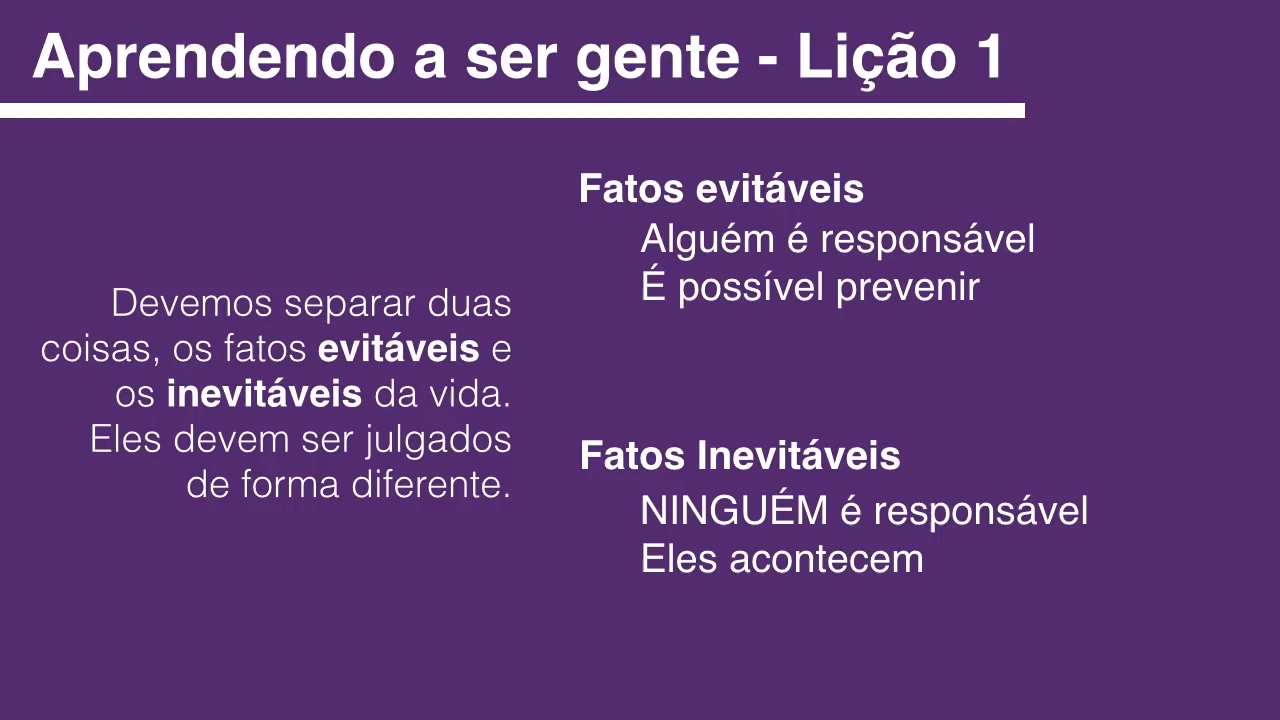 Aprendendo a ser gente - Lição 1
Devemos separar duas
coisas, os fatos evitáveis e
os inevitáveis da vida.
Eles devem ser julgados
de forma diferente.
Fatos evitáveis
Alguém é responsável
É possível prevenir
Fatos Inevitáveis
NINGUÉM é responsável
Eles acontecem